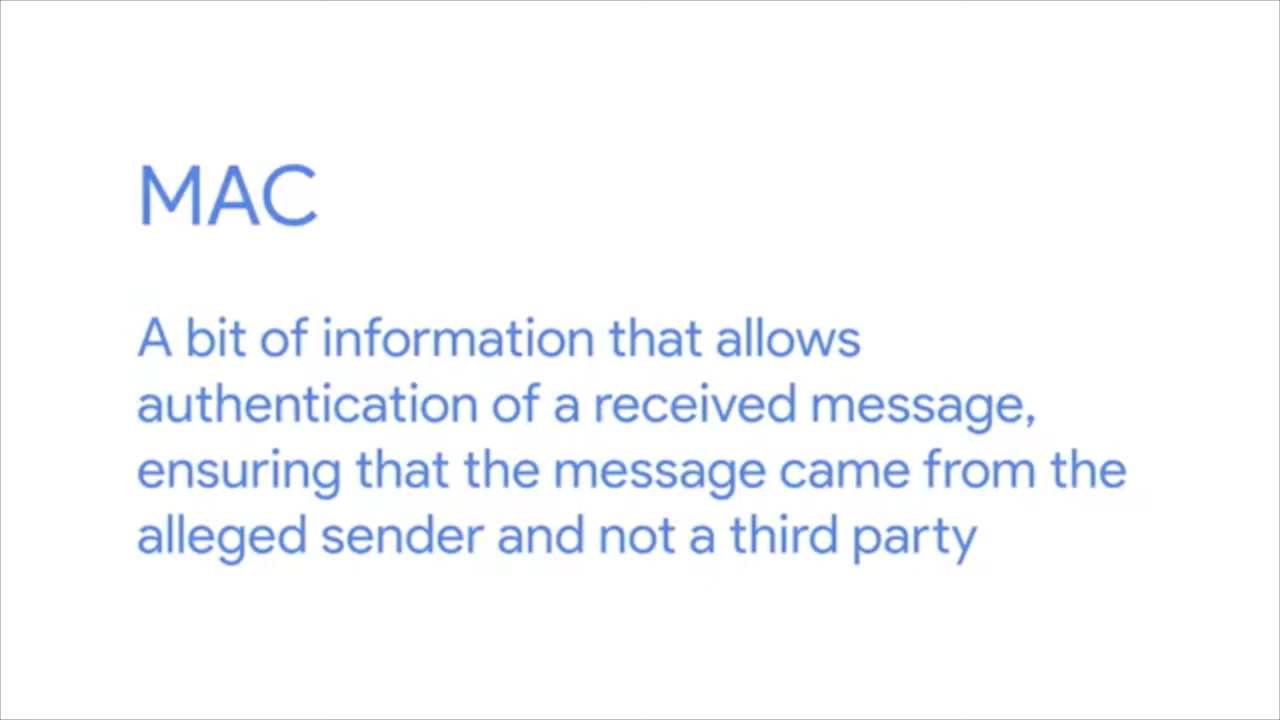 MAC
A bit of information that allows
authentication of a received message,
ensuring that the message came from the
alleged sender and not a third party